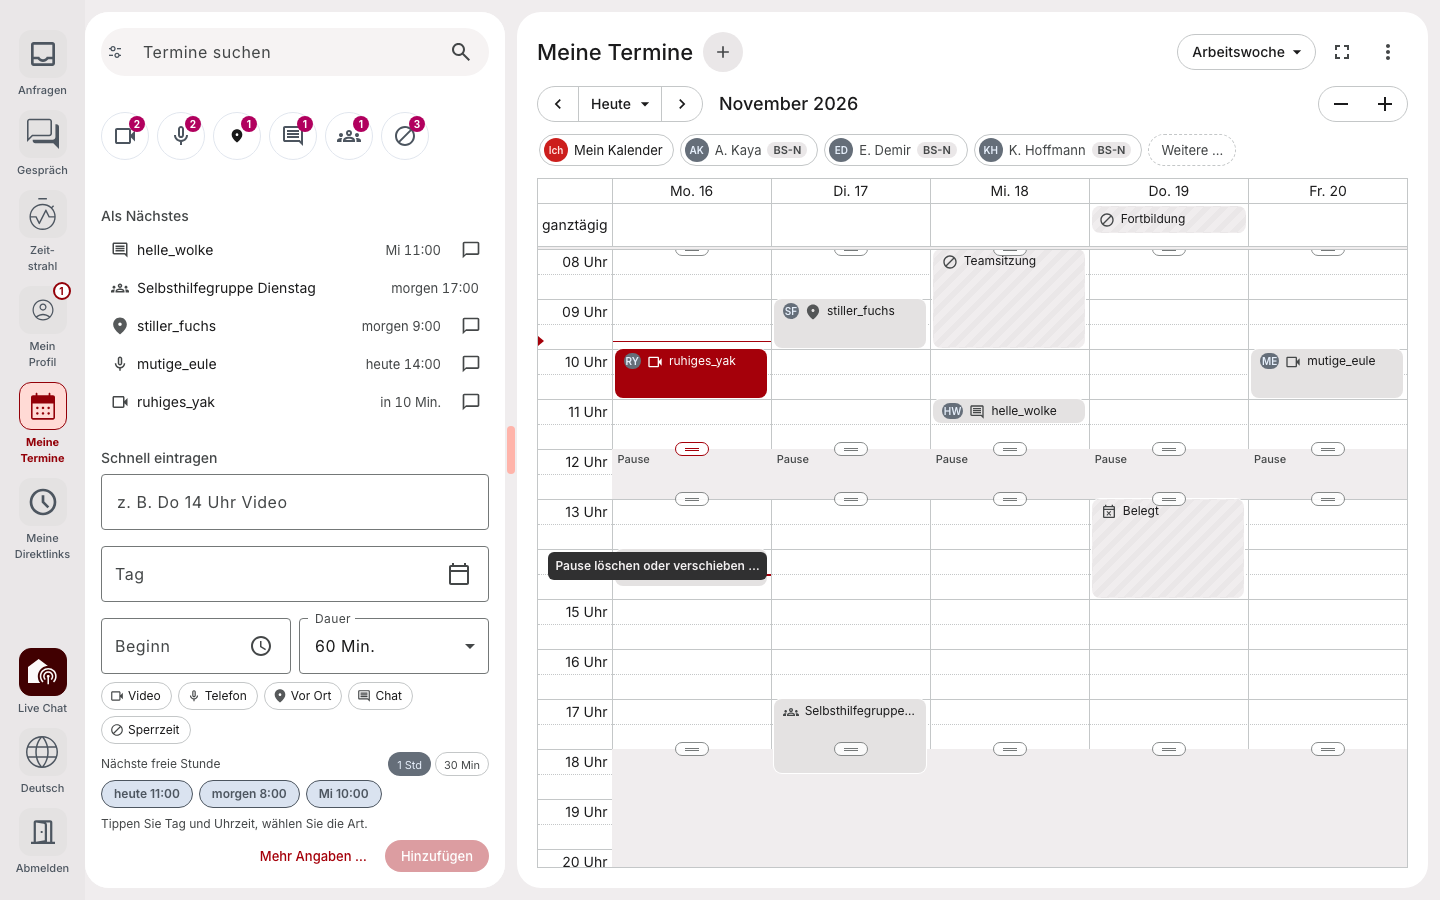 Anfragen
Gespräch
Zeit-
strahl
1
Mein
Profil
Meine
Termine
Meine
Direktlinks
Live Chat
Deutsch
Abmelden
Termine suchen
2
2
1
1
1
3
Als Nächstes
helle_wolke Mi 11:00
Selbsthilfegruppe Dienstag morgen 17:00
stiller_fuchs morgen 9:00
mutige_eule heute 14:00
ruhiges_yak in 10 Min.
Schnell eintragen
z. B. Do 14 Uhr Video
Tag
Dauer
Beginn 60 Min.
Video Telefon Vor Ort Chat
Sperrzeit
Nächste freie Stunde 1 Std 30 Min
heute 11:00 morgen 8:00 Mi 10:00
Tippen Sie Tag und Uhrzeit, wählen Sie die Art.
Mehr Angaben ... Hinzufügen
Meine Termine
Arbeitswoche
Heute November 2026
Ich Mein Kalender AK A. Kaya BS-N ED E. Demir BS-N KH K. Hoffmann BS-N Weitere ...
Mo. 16 Di. 17 Mi. 18 Do. 19 Fr. 20
ganztägig Fortbildung
08 Uhr Teamsitzung
09 Uhr SF stiller_fuchs
10 Uhr RY ruhiges_yak ME mutige_eule
11 Uhr HW helle_wolke
12 Uhr Pause Pause Pause Pause Pause
13 Uhr Belegt
Pause löschen oder verschieben ...
15 Uhr
16 Uhr
17 Uhr Selbsthilfegruppe...
18 Uhr
19 Uhr
20 Uhr